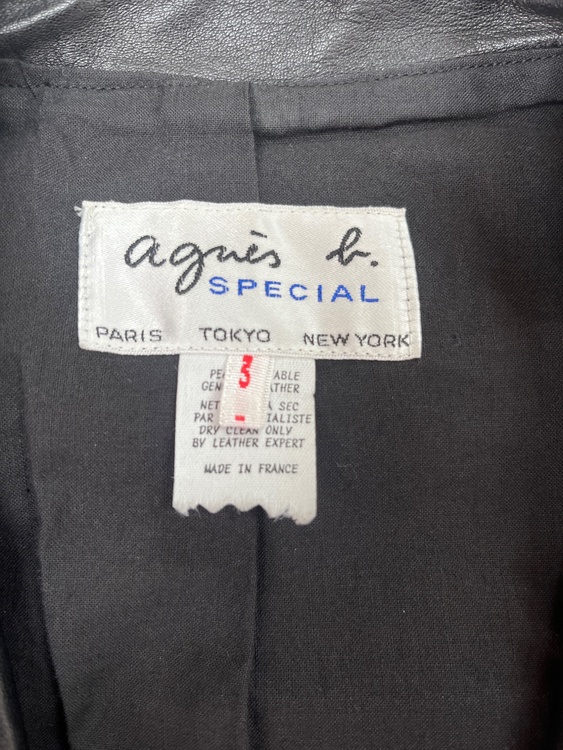 agnès b.
SPECIAL
PARIS TOKYO NEW YORK
3
DRY CLEAN ONLY
BY LEATHER EXPERT
MADE IN FRANCE